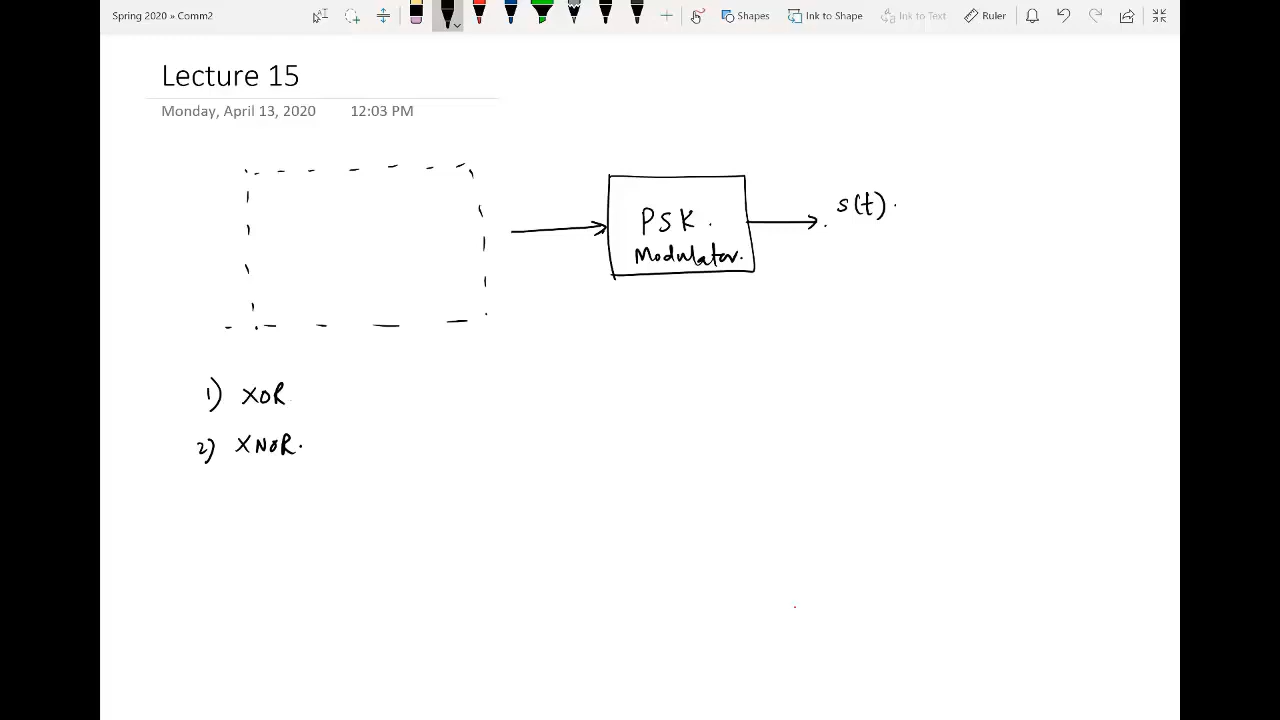 Spring 2020 » Comm2
Shapes
Ink to Shape
Ink to Text
Ruler
Lecture 15
Monday, April 13, 2020 12:03 PM
PSK.
Modulator.
s(t).
1) XOR
2) XNOR.